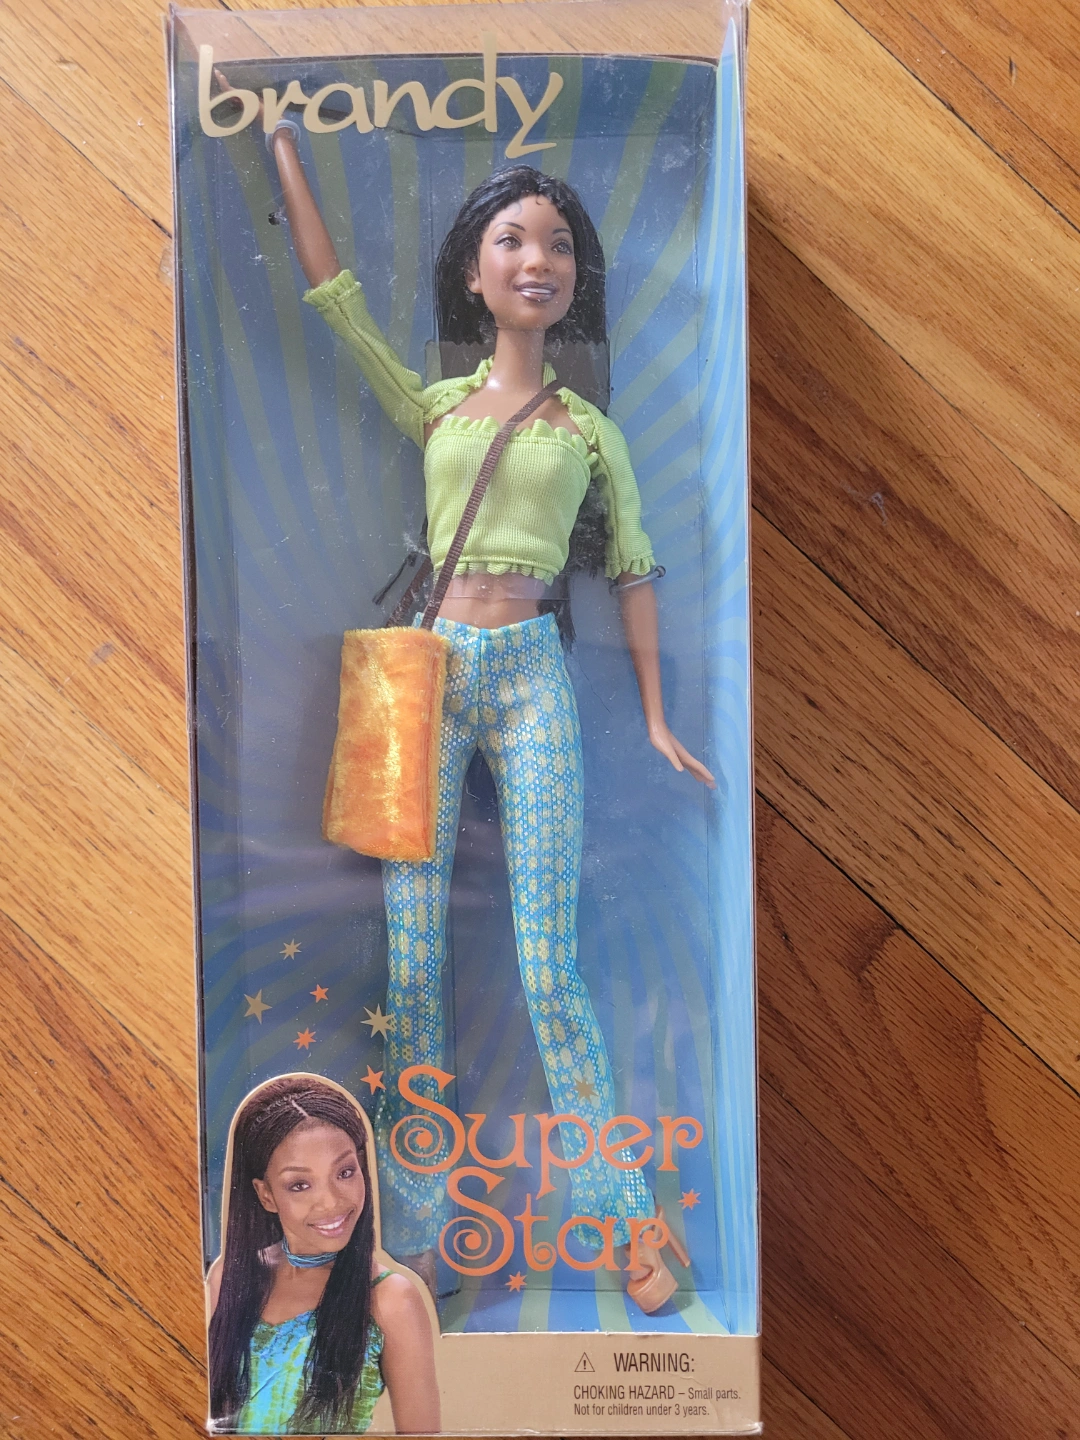 brandy
Super
Star
⚠ WARNING:
CHOKING HAZARD – Small parts.
Not for children under 3 years.